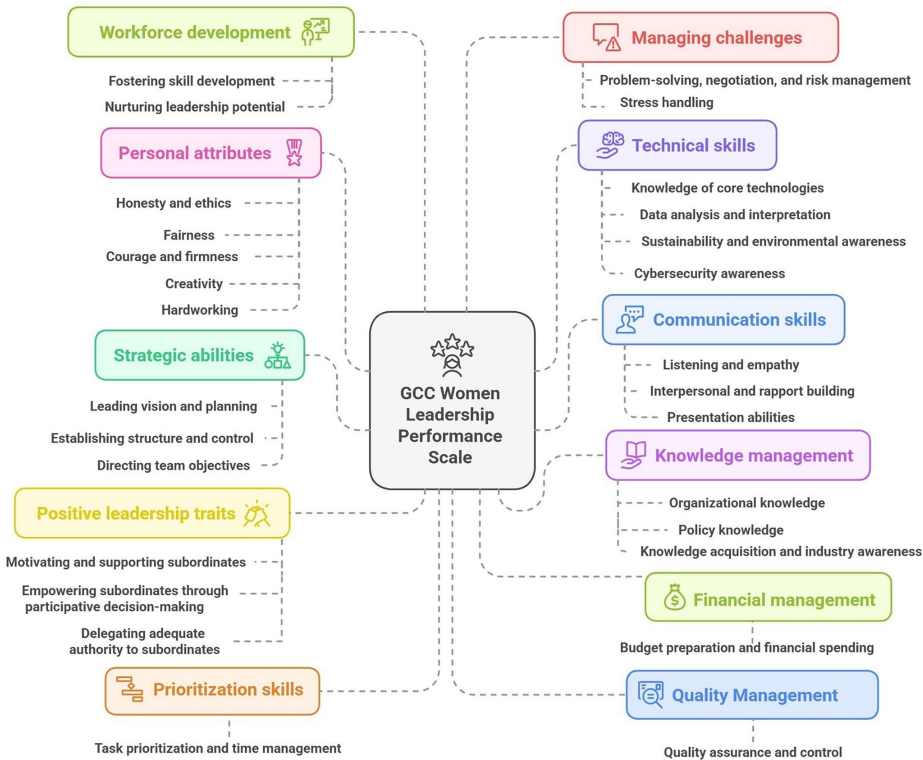 Workforce development
Fostering skill development
Nurturing leadership potential
Personal attributes
Honesty and ethics
Fairness
Courage and firmness
Creativity
Hardworking
Strategic abilities
Leading vision and planning
Establishing structure and control
Directing team objectives
Positive leadership traits
Motivating and supporting subordinates
Empowering subordinates through
participative decision-making
Delegating adequate
authority to subordinates
Prioritization skills
Task prioritization and time management
GCC Women
Leadership
Performance
Scale
Managing challenges
Problem-solving, negotiation, and risk management
Stress handling
Technical skills
Knowledge of core technologies
Data analysis and interpretation
Sustainability and environmental awareness
Cybersecurity awareness
Communication skills
Listening and empathy
Interpersonal and rapport building
Presentation abilities
Knowledge management
Organizational knowledge
Policy knowledge
Knowledge acquisition and industry awareness
Financial management
Budget preparation and financial spending
Quality Management
Quality assurance and control